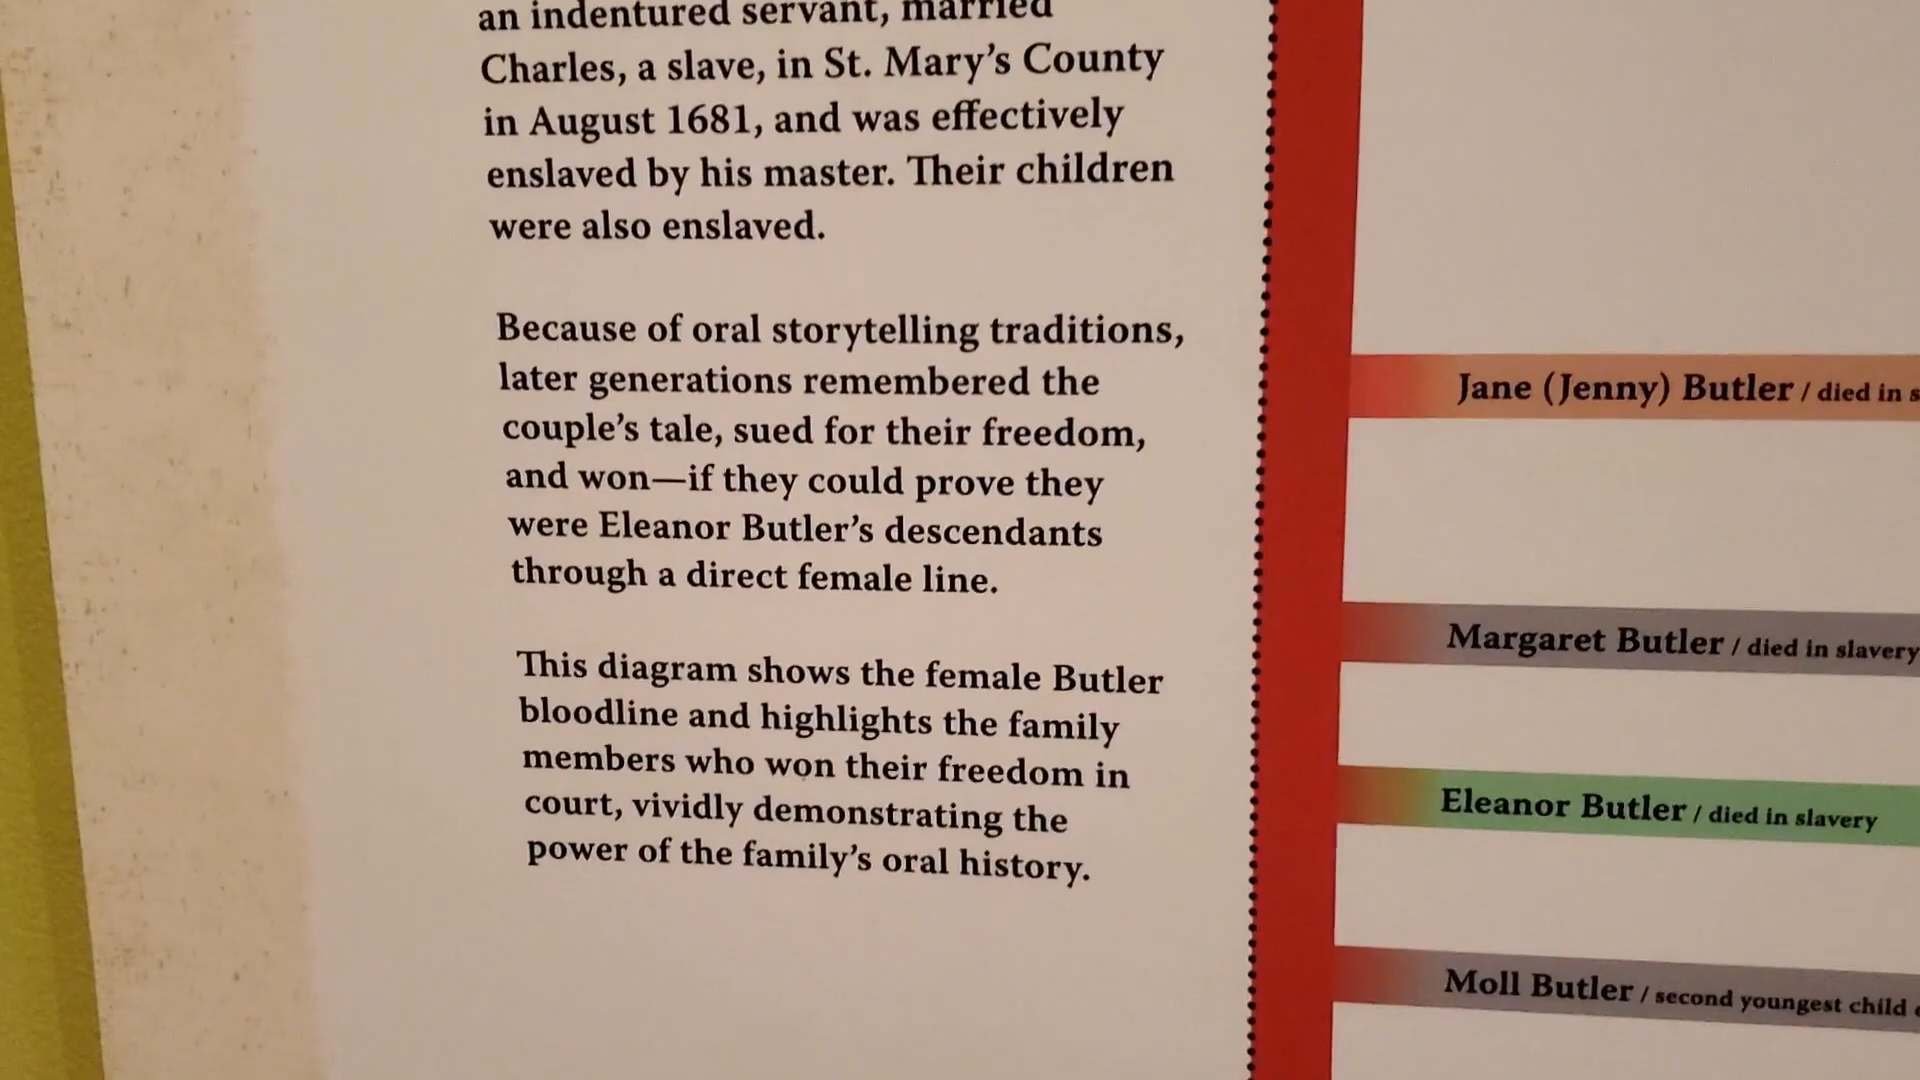 an indentured servant, married
Charles, a slave, in St. Mary's County
in August 1681, and was effectively
enslaved by his master. Their children
were also enslaved.
Because of oral storytelling traditions,
later generations remembered the
couple's tale, sued for their freedom,
and won—if they could prove they
were Eleanor Butler's descendants
through a direct female line.
This diagram shows the female Butler
bloodline and highlights the family
members who won their freedom in
court, vividly demonstrating the
power of the family's oral history.
Jane (Jenny) Butler / died in
Margaret Butler / died in slavery
Eleanor Butler / died in slavery
Moll Butler / second youngest child